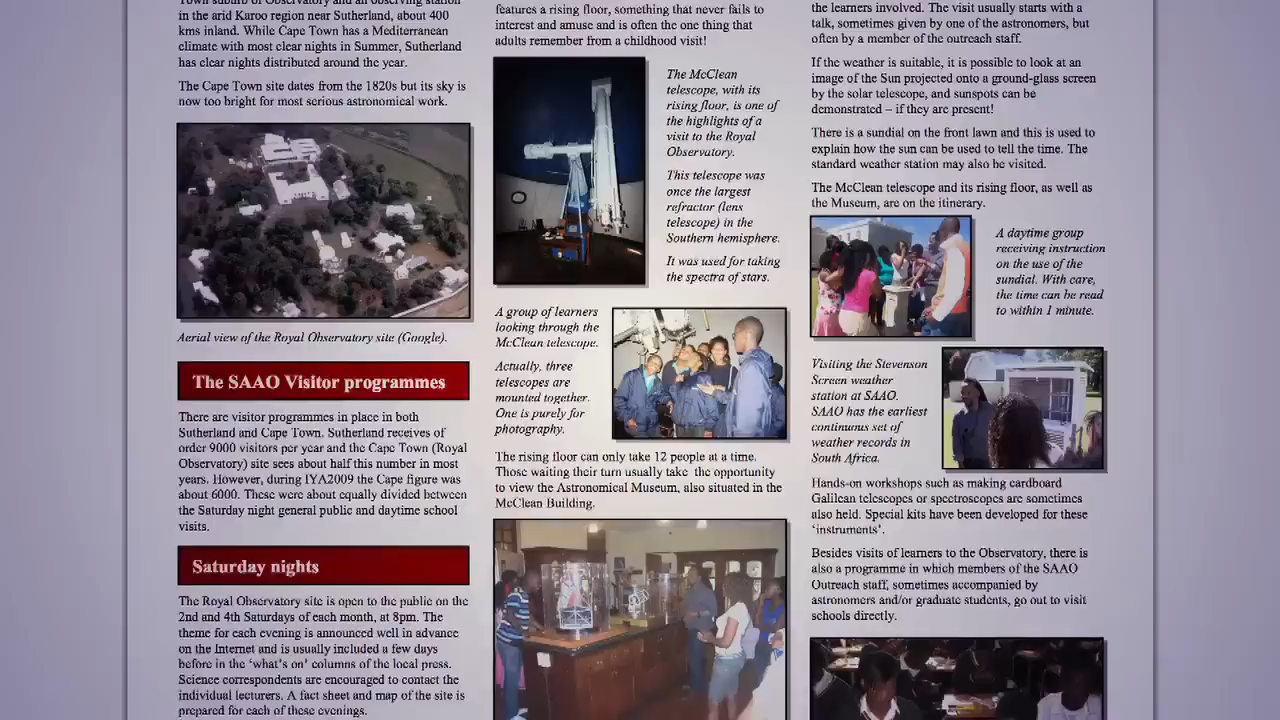 Town suburb of Observatory and an observing station
in the arid Karoo region near Sutherland, about 400
kms inland. While Cape Town has a Mediterranean
climate with most clear nights in Summer, Sutherland
has clear nights distributed around the year.
The Cape Town site dates from the 1820s but its sky is
now too bright for most serious astronomical work.
Aerial view of the Royal Observatory site (Google).
The SAAO Visitor programmes
There are visitor programmes in place in both
Sutherland and Cape Town. Sutherland receives of
order 9000 visitors per year and the Cape Town (Royal
Observatory) site sees about half this number in most
years. However, during IYA2009 the Cape figure was
about 6000. These were about equally divided between
the Saturday night general public and daytime school
visits.
Saturday nights
The Royal Observatory site is open to the public on the
2nd and 4th Saturdays of each month, at 8pm. The
theme for each evening is announced well in advance
on the Internet and is usually included a few days
before in the ‘what’s on’ columns of the local press.
Science correspondents are encouraged to contact the
individual lecturers. A fact sheet and map of the site is
prepared for each of these evenings.
features a rising floor, something that never fails to
interest and amuse and is often the one thing that
adults remember from a childhood visit!
The McClean
telescope, with its
rising floor, is one of
the highlights of a
visit to the Royal
Observatory.
This telescope was
once the largest
refractor (lens
telescope) in the
Southern hemisphere.
It was used for taking
the spectra of stars.
A group of learners
looking through the
McClean telescope.
Actually, three
telescopes are
mounted together.
One is purely for
photography.
The rising floor can only take 12 people at a time.
Those waiting their turn usually take the opportunity
to view the Astronomical Museum, also situated in the
McClean Building.
the learners involved. The visit usually starts with a
talk, sometimes given by one of the astronomers, but
often by a member of the outreach staff.
If the weather is suitable, it is possible to look at an
image of the Sun projected onto a ground-glass screen
by the solar telescope, and sunspots can be
demonstrated – if they are present!
There is a sundial on the front lawn and this is used to
explain how the sun can be used to tell the time. The
standard weather station may also be visited.
The McClean telescope and its rising floor, as well as
the Museum, are on the itinerary.
A daytime group
receiving instruction
on the use of the
sundial. With care,
the time can be read
to within 1 minute.
Visiting the Stevenson
Screen weather
station at SAAO.
SAAO has the earliest
continuous set of
weather records in
South Africa.
Hands-on workshops such as making cardboard
Galilean telescopes or spectroscopes are sometimes
also held. Special kits have been developed for these
‘instruments’.
Besides visits of learners to the Observatory, there is
also a programme in which members of the SAAO
Outreach staff, sometimes accompanied by
astronomers and/or graduate students, go out to visit
schools directly.